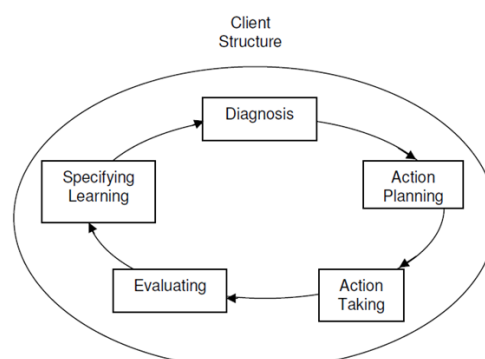 Client
Structure
Diagnosis
Action
Planning
Action
Taking
Evaluating
Specifying
Learning